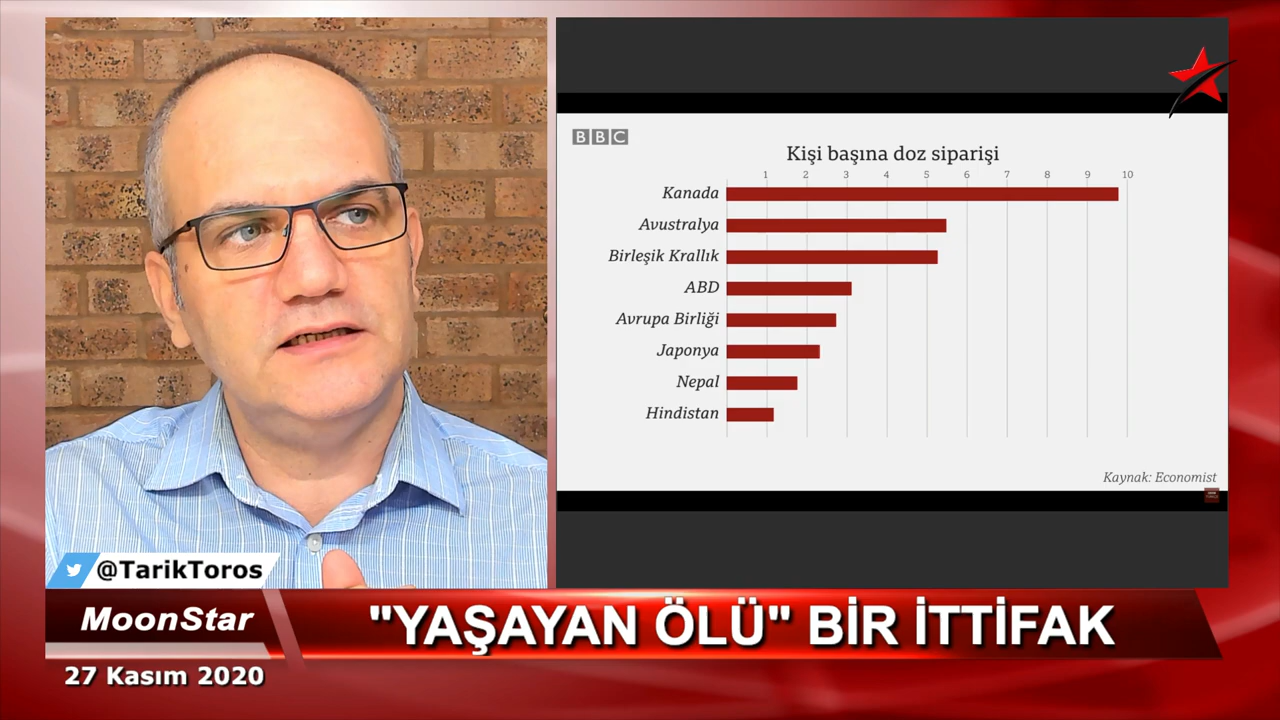 BBC
Kişi başına doz siparişi
1 2 3 4 5 6 7 8 9 10
Kanada
Avustralya
Birleşik Krallık
ABD
Avrupa Birliği
Japonya
Nepal
Hindistan
Kaynak: Economist
@TarikToros
MoonStar
"YAŞAYAN ÖLÜ" BİR İTTİFAK
27 Kasım 2020